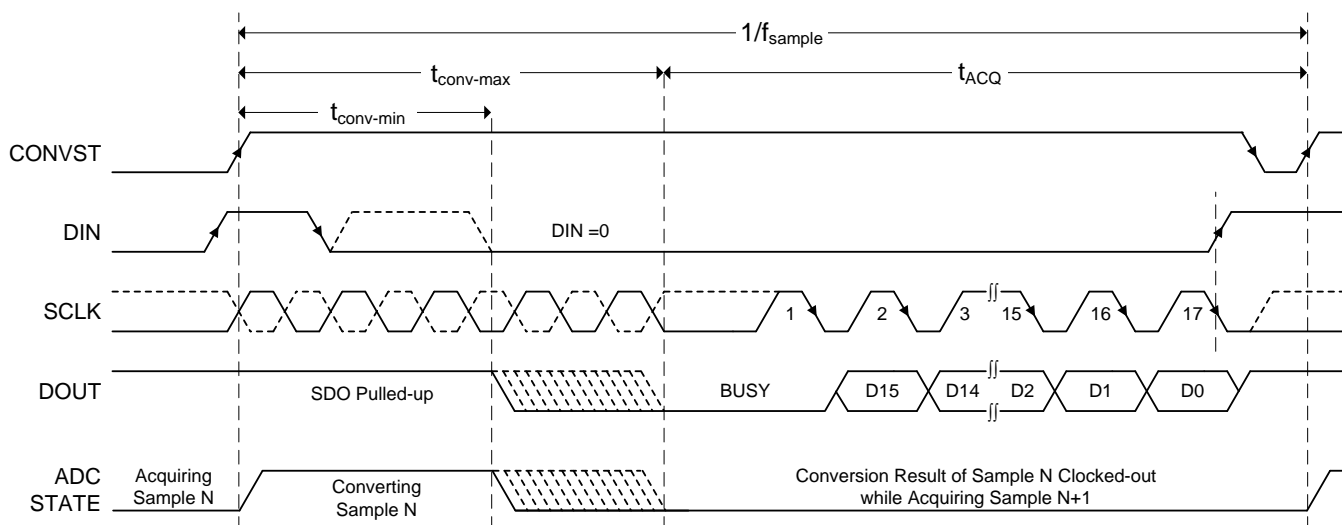 1/fsample
tconv-max
tACQ
tconv-min
CONVST
DIN
DIN =0
SCLK
1 2 3 15 16 17
DOUT
SDO Pulled-up
BUSY
D15 D14 D2 D1 D0
ADC
STATE
Acquiring
Sample N
Converting
Sample N
Conversion Result of Sample N Clocked-out
while Acquiring Sample N+1